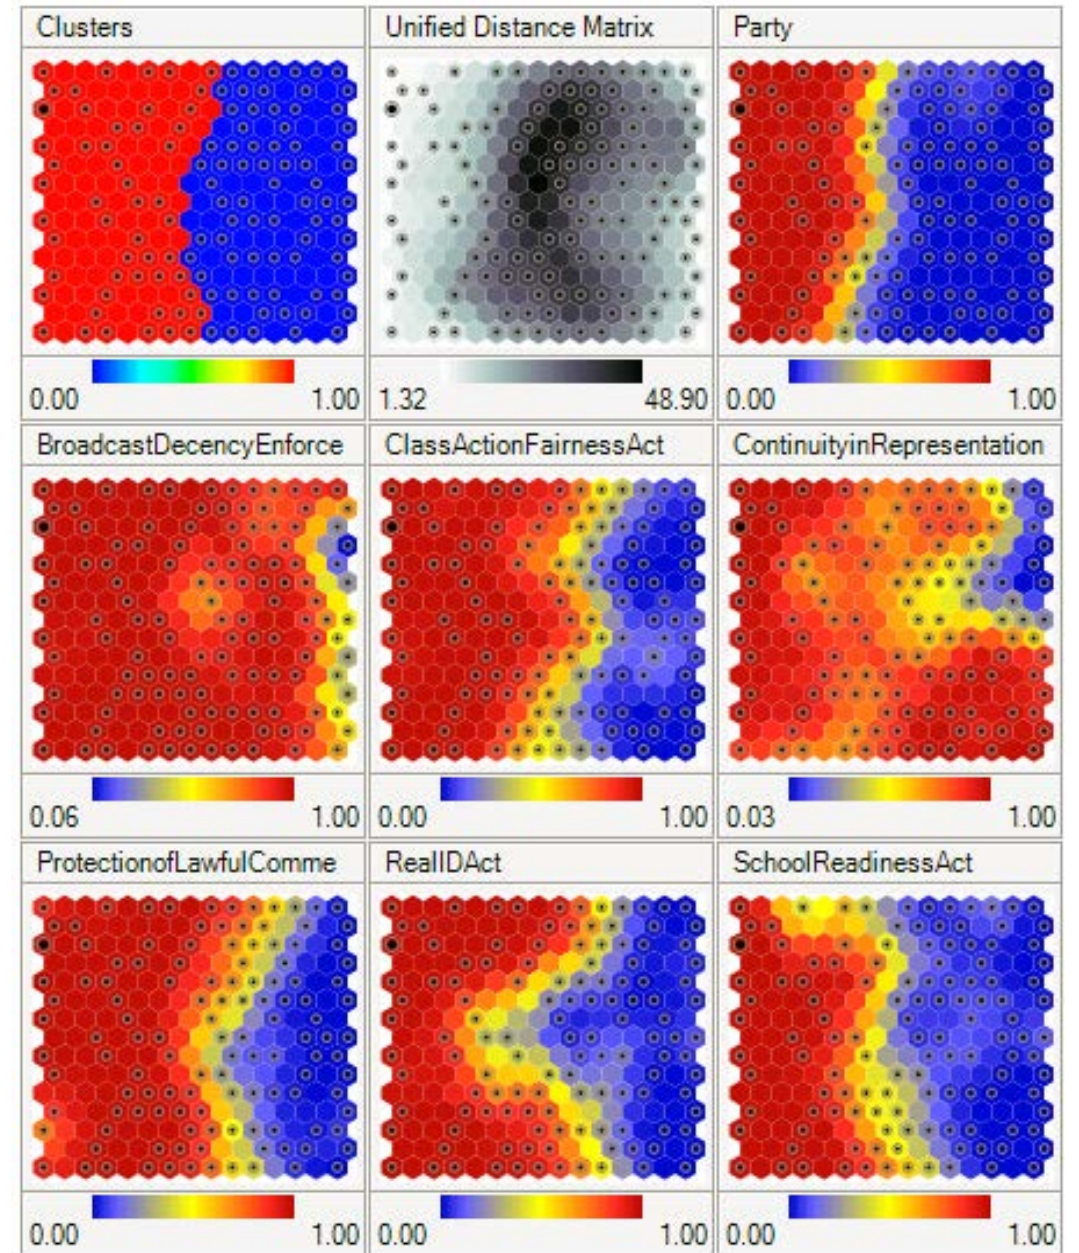 Clusters
Unified Distance Matrix
Party
0.00 1.00
1.32 48.90
0.00 1.00
BroadcastDecencyEnforce
ClassActionFairnessAct
ContinuityinRepresentation
0.06 1.00
0.00 1.00
0.03 1.00
ProtectionofLawfulComme
RealIDAct
SchoolReadinessAct
0.00 1.00
0.00 1.00
0.00 1.00